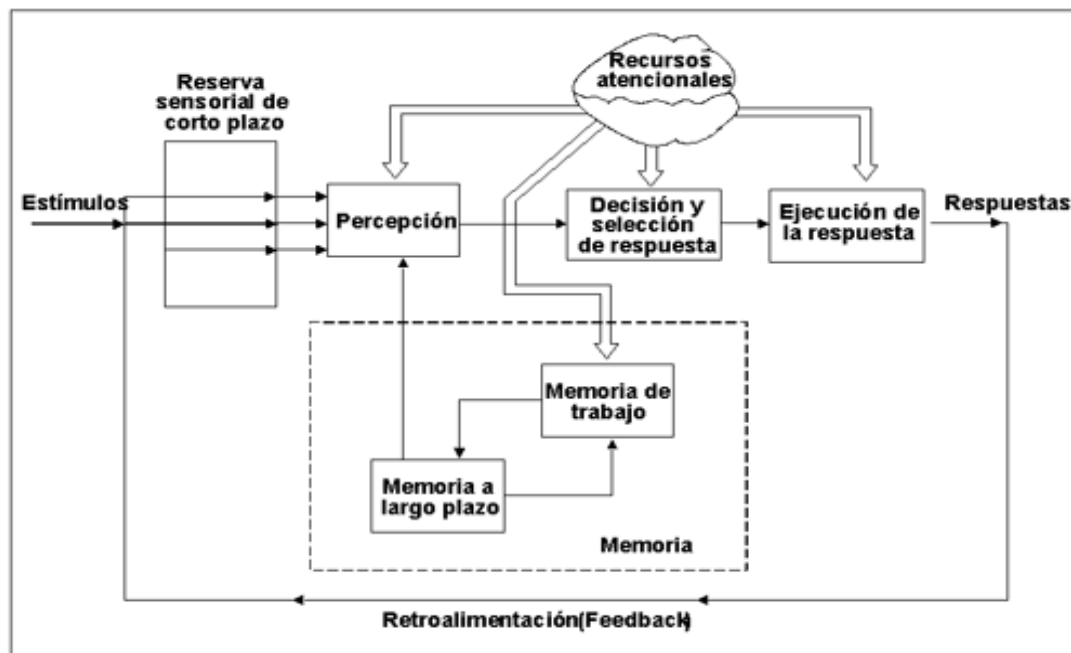 Recursos
atencionales
Reserva
sensorial de
corto plazo
Estímulos
Percepción
Decisión y
selección
de respuesta
Ejecución de
la respuesta
Respuestas
Memoria de
trabajo
Memoria a
largo plazo
Memoria
Retroalimentación(Feedback)